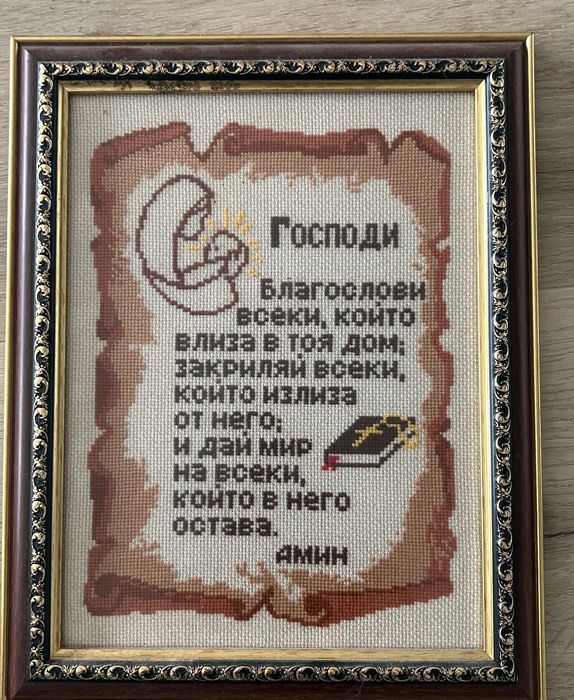 Господи
Благослови
всеки, който
влиза в тоя дом;
закриляй всеки,
който излиза
от него;
и дай мир
на всеки,
който в него
остава.
амин